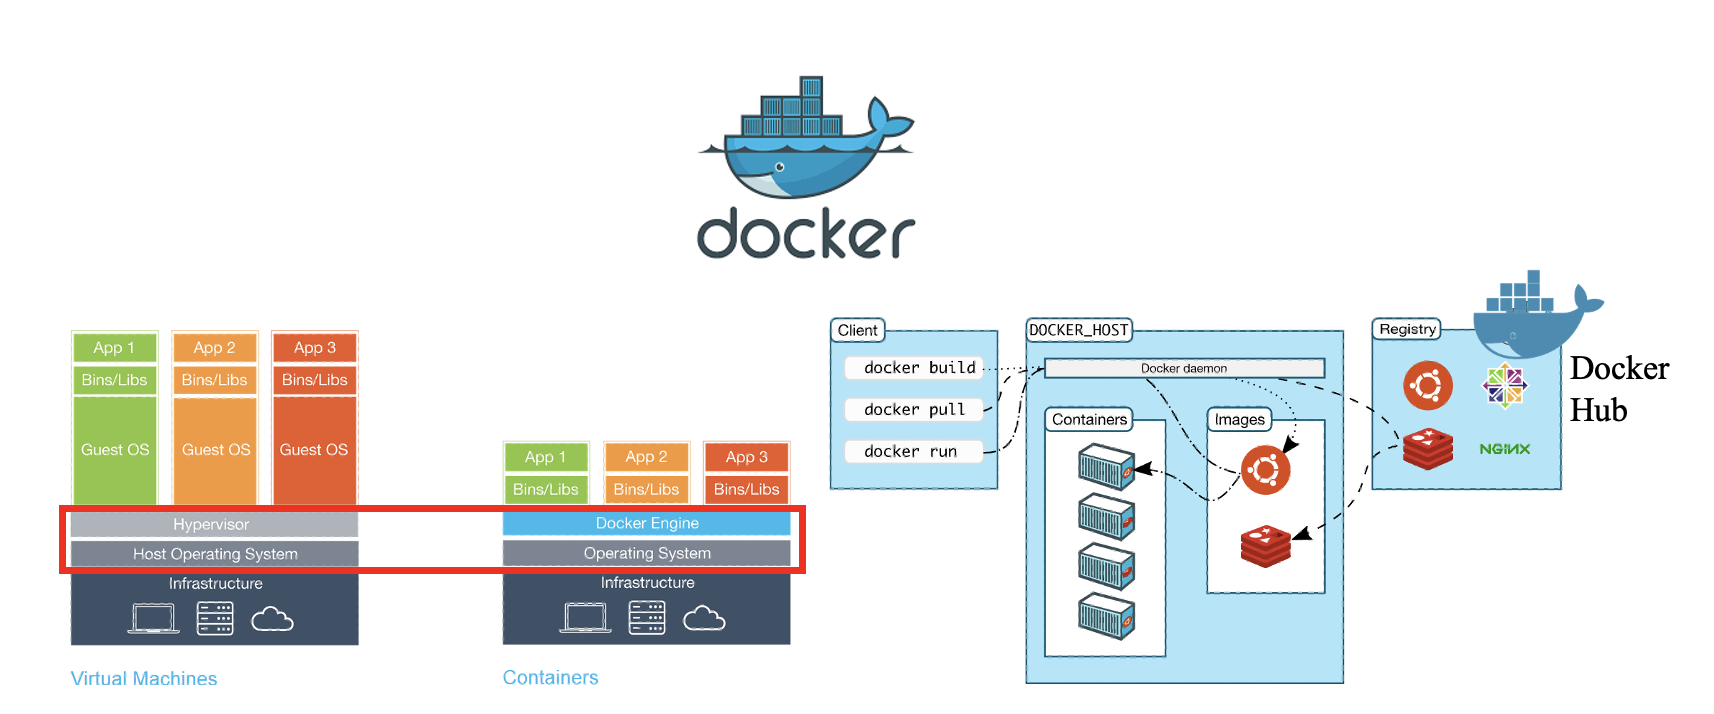 docker
App 1
App 2
App 3
Bins/Libs
Bins/Libs
Bins/Libs
Guest OS
Guest OS
Guest OS
Hypervisor
Host Operating System
Infrastructure
Virtual Machines
App 1
App 2
App 3
Bins/Libs
Bins/Libs
Bins/Libs
Docker Engine
Operating System
Infrastructure
Containers
Client
docker build
docker pull
docker run
DOCKER_HOST
Docker daemon
Containers
Images
Registry
NGINX
Docker
Hub